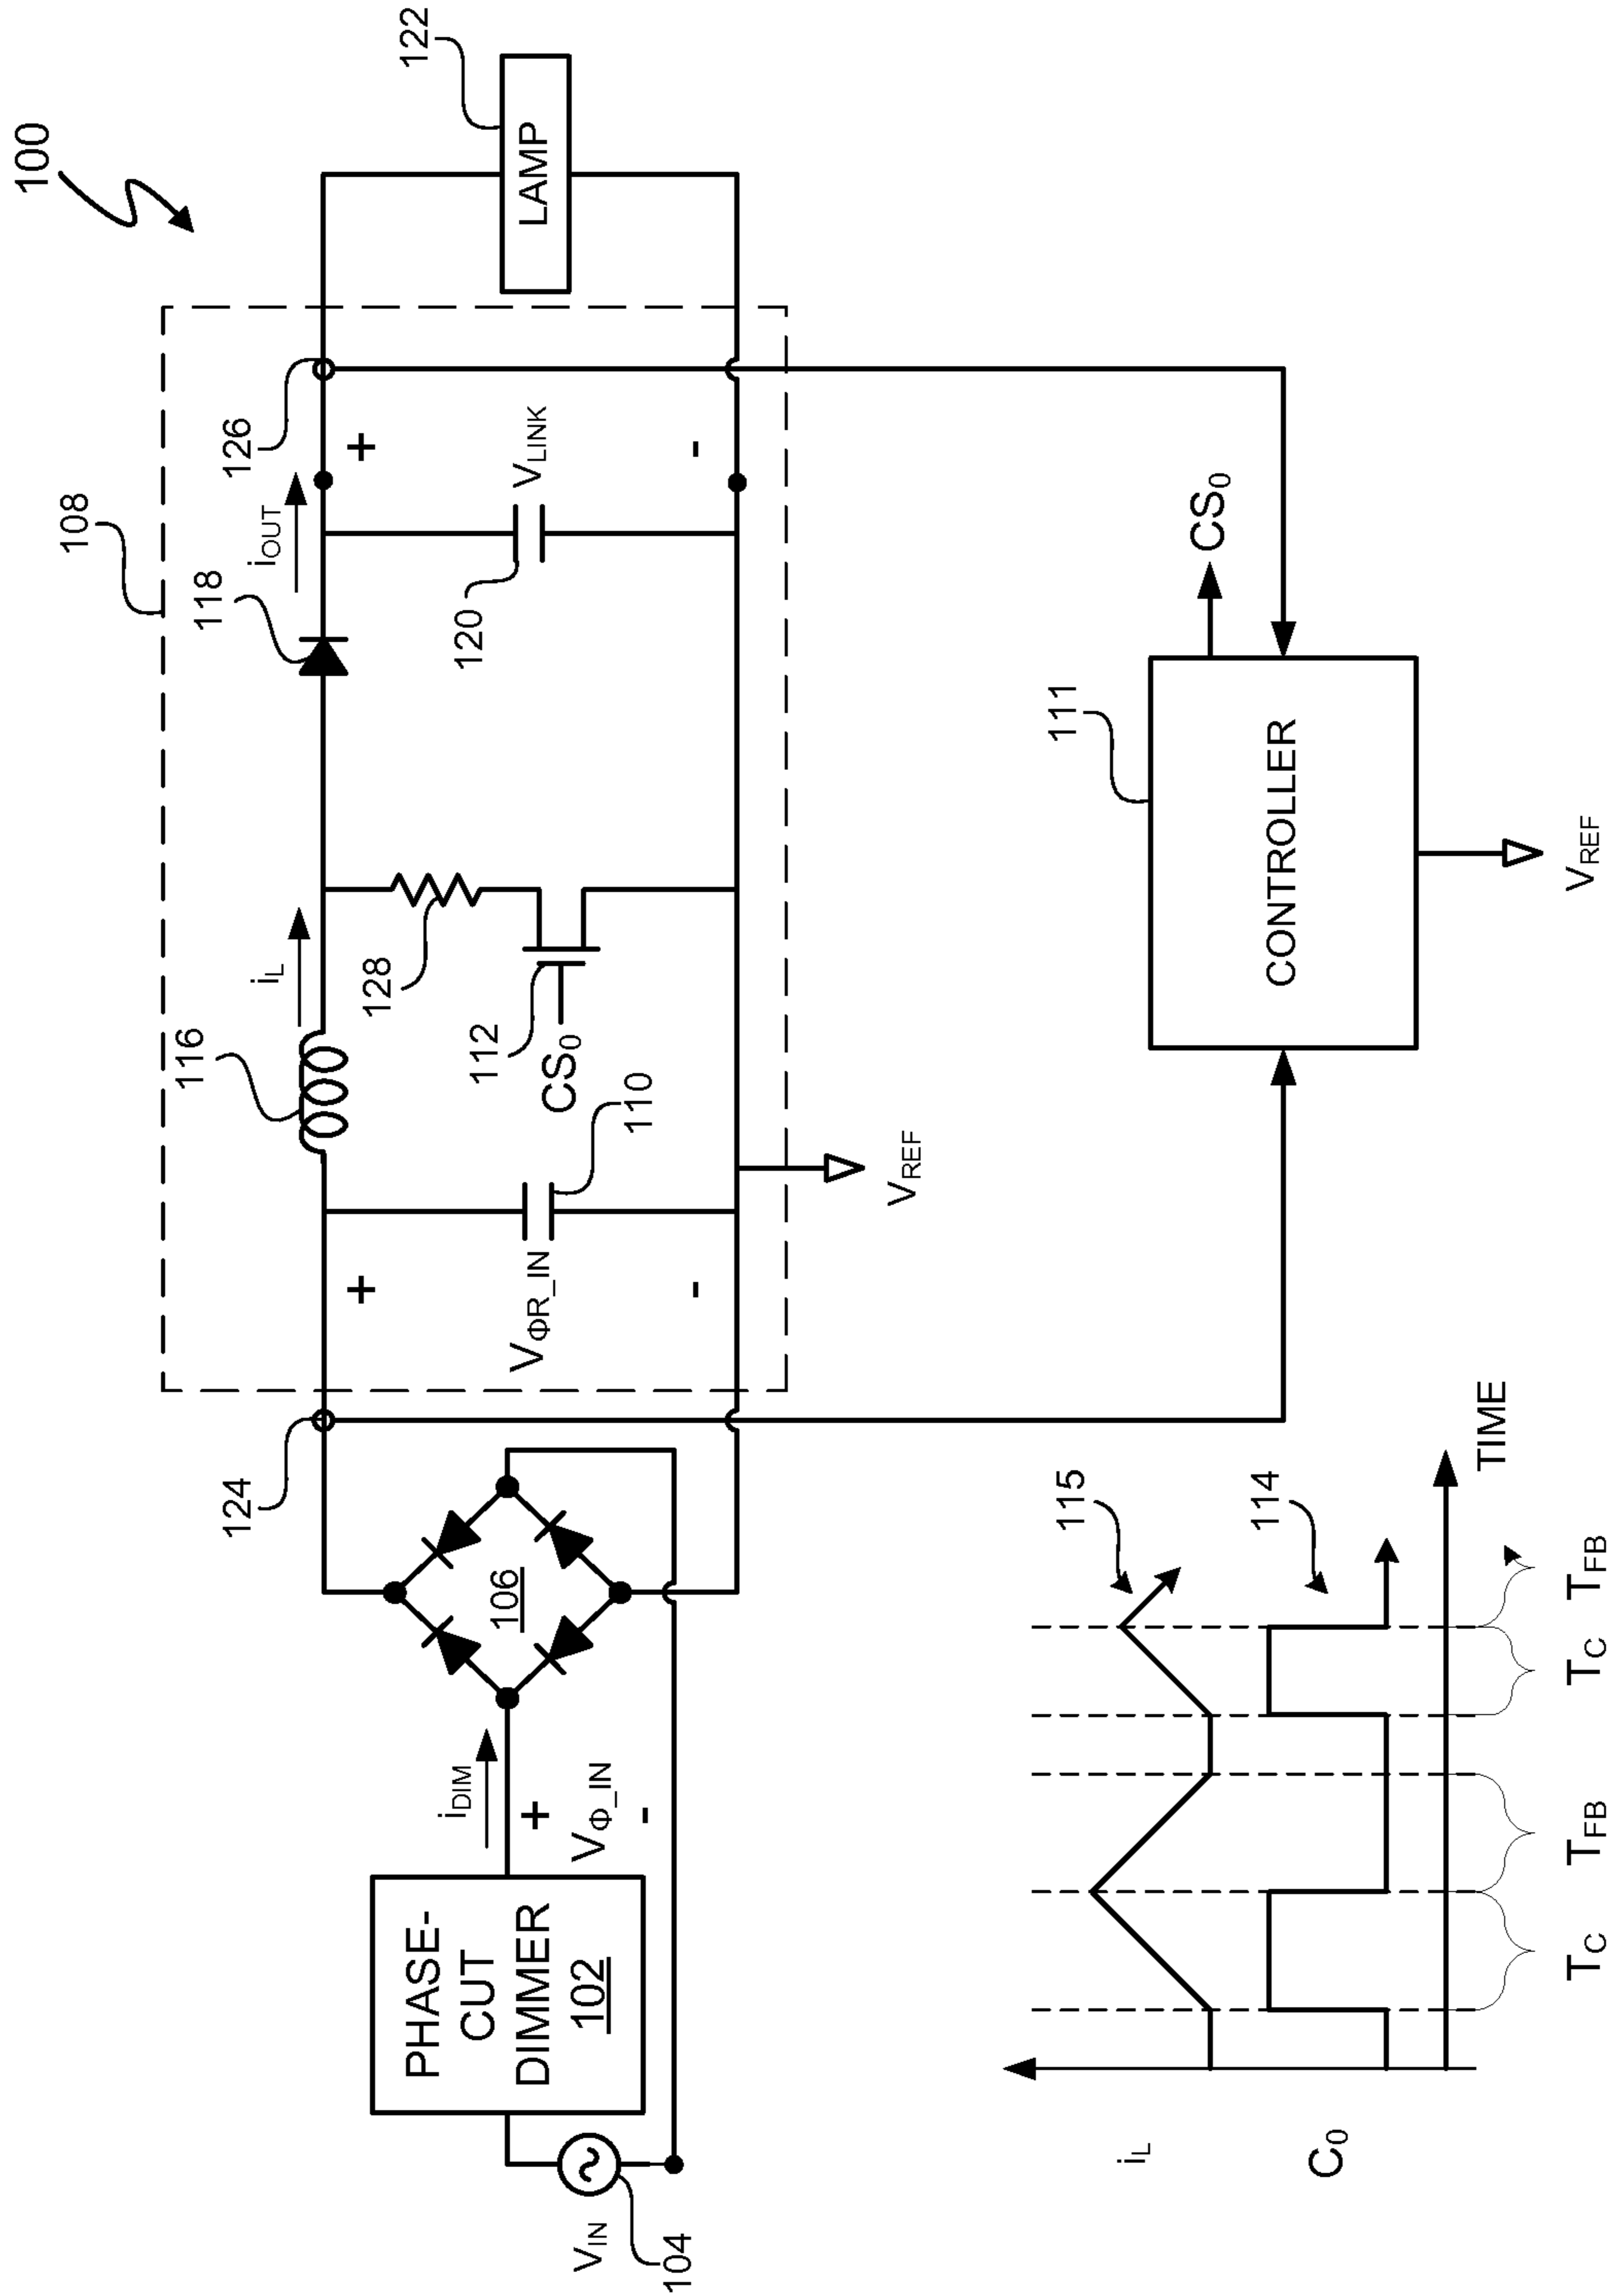 100
108
122
126
118
iOUT
116
iL
124
+
+
LAMP
VLINK
128
120
112
CS0
110
VΦR_IN
-
-
VREF
106
iDIM
+
VΦ_IN
-
PHASE-
CUT
DIMMER
102
VIN
104
111
CS0
CONTROLLER
VREF
115
iL
114
C0
TIME
TC
TFB
TC
TFB